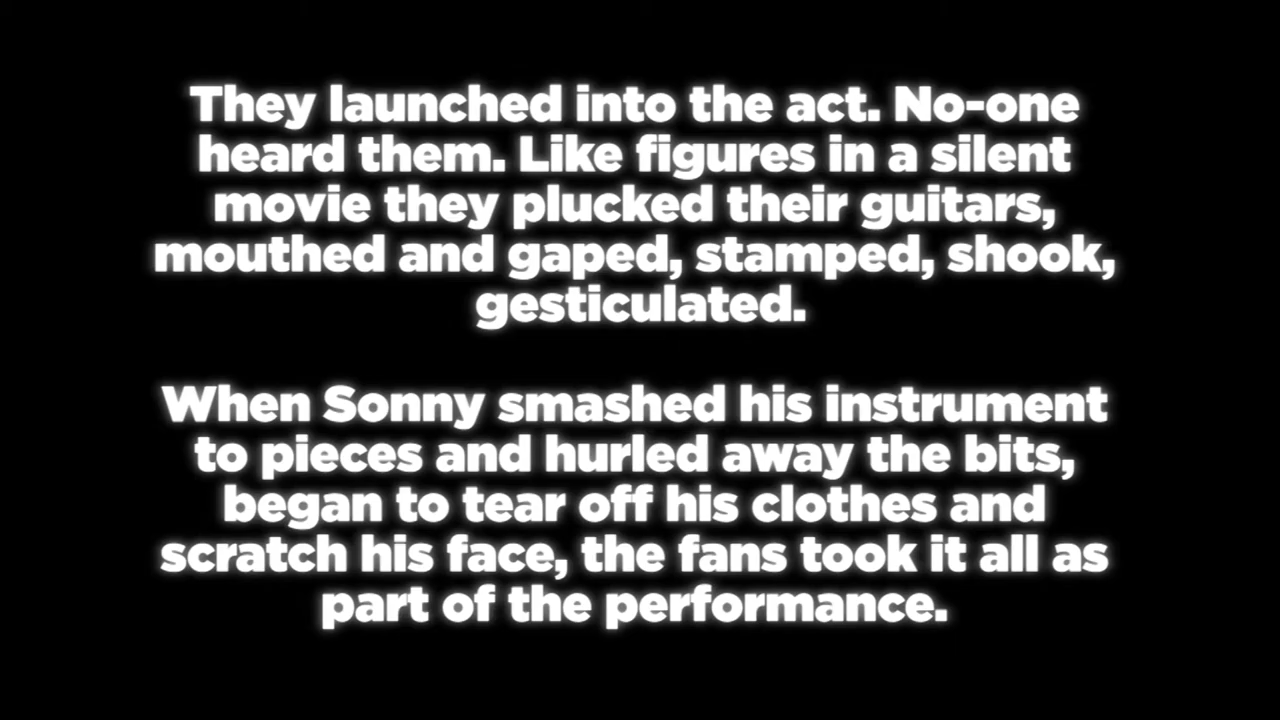 They launched into the act. No-one
heard them. Like figures in a silent
movie they plucked their guitars,
mouthed and gaped, stamped, shook,
gesticulated.
When Sonny smashed his instrument
to pieces and hurled away the bits,
began to tear off his clothes and
scratch his face, the fans took it all as
part of the performance.